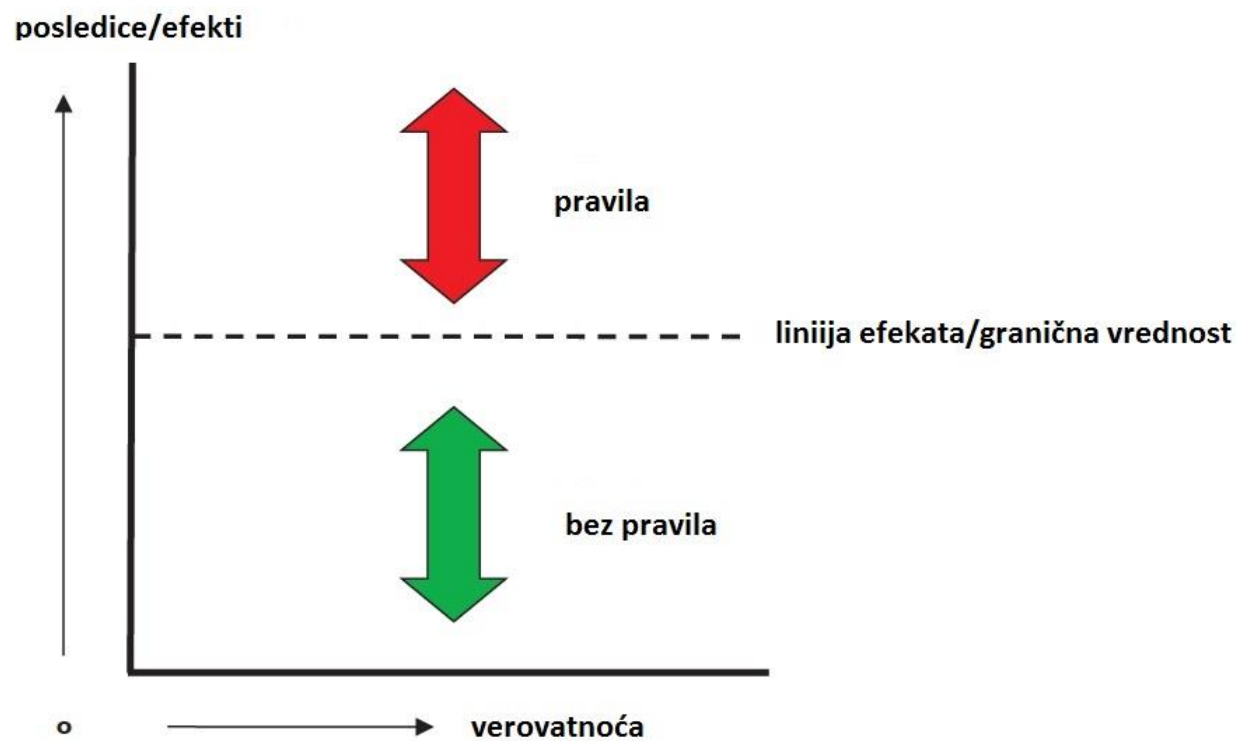 posledice/efekti
pravila
liniija efekata/granična vrednost
bez pravila
o
verovatnoća